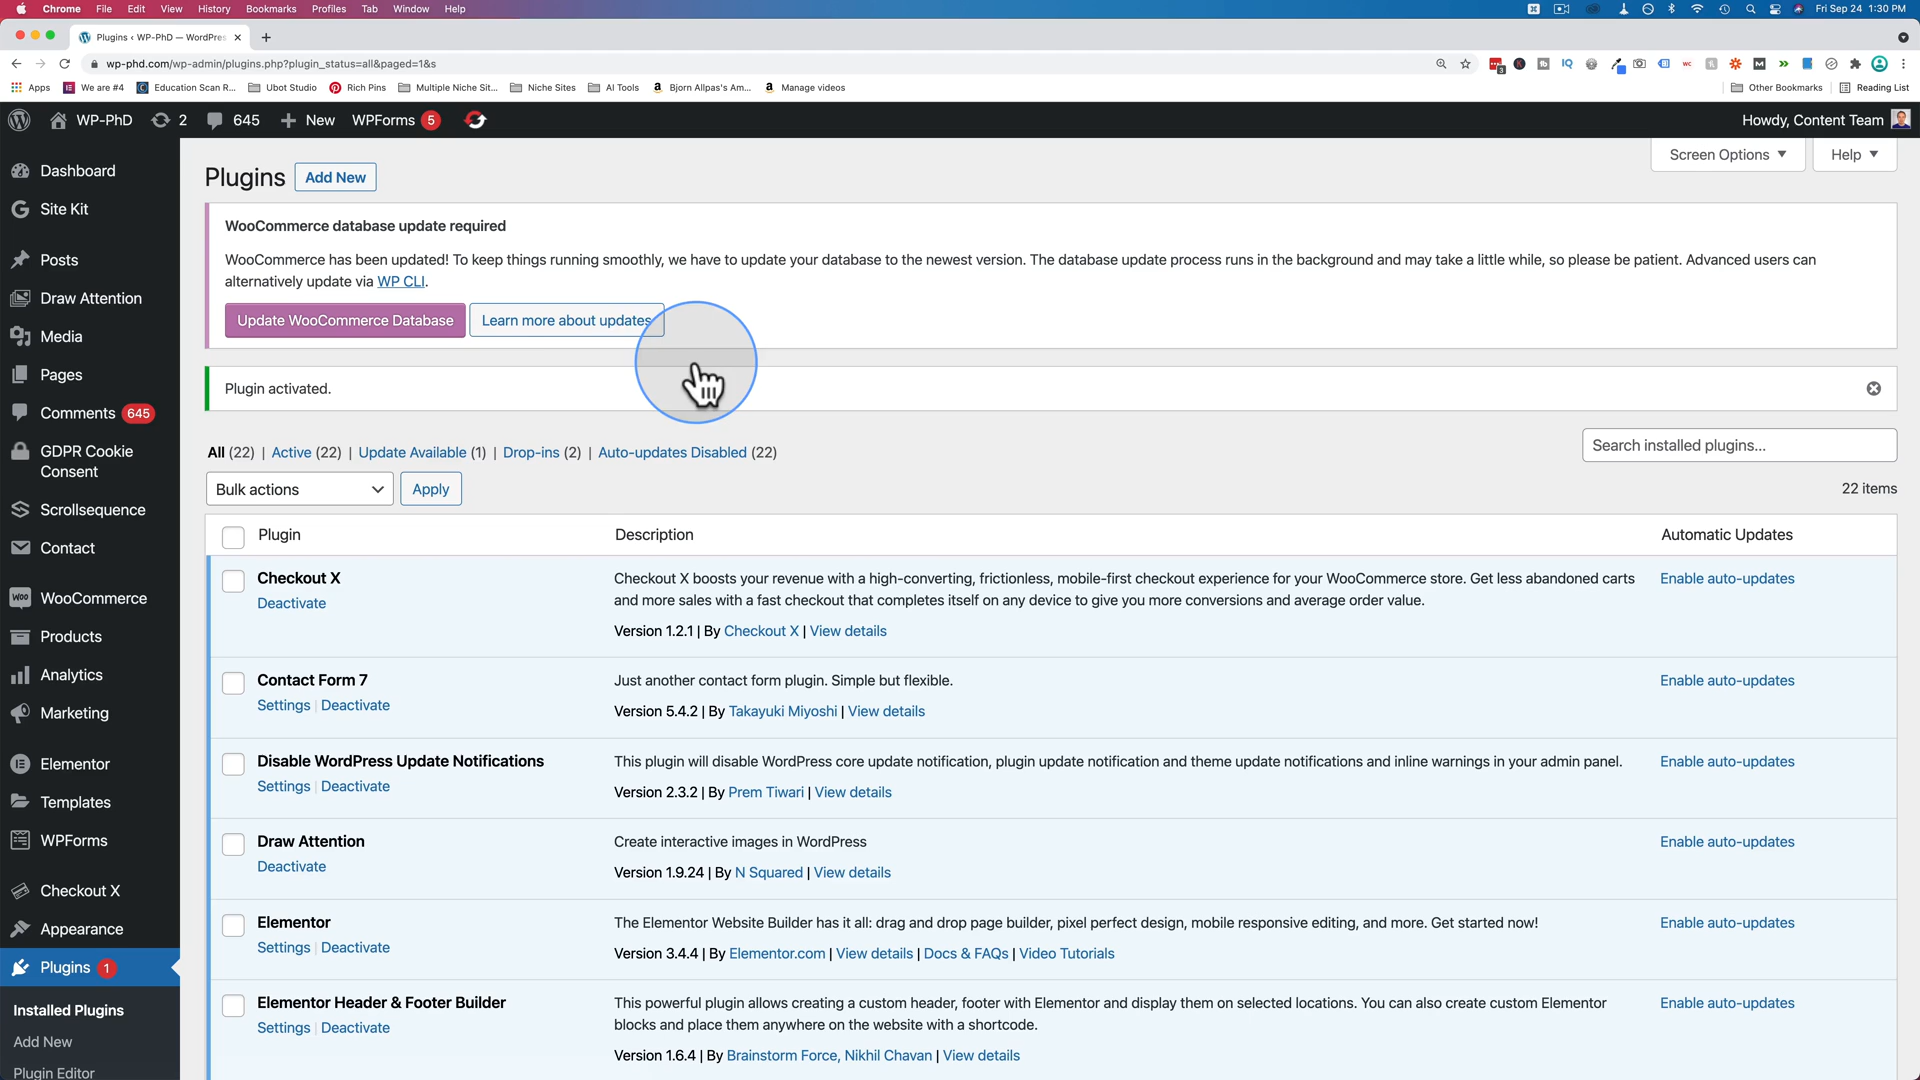 Chrome File Edit View History Bookmarks Profiles Tab Window Help
Fri Sep 24 1:30 PM
Plugins ‹ WP-PhD — WordPres
wp-phd.com/wp-admin/plugins.php?plugin_status=all&paged=1&s
Apps We are #4 Education Scan R... Ubot Studio Rich Pins Multiple Niche Sit... Niche Sites AI Tools Bjorn Allpas's Am... Manage videos Other Bookmarks Reading List
WP-PhD 2 645 New WPForms 5 Howdy, Content Team
Screen Options Help
Dashboard
Site Kit
Posts
Draw Attention
Media
Pages
Comments 645
GDPR Cookie
Consent
Scrollsequence
Contact
WooCommerce
Products
Analytics
Marketing
Elementor
Templates
WPForms
Checkout X
Appearance
Plugins 1
Installed Plugins
Add New
Plugin Editor
Plugins Add New
WooCommerce database update required
WooCommerce has been updated! To keep things running smoothly, we have to update your database to the newest version. The database update process runs in the background and may take a little while, so please be patient. Advanced users can
alternatively update via WP CLI.
Update WooCommerce Database Learn more about updates
Plugin activated.
All (22) | Active (22) | Update Available (1) | Drop-ins (2) | Auto-updates Disabled (22)
Search installed plugins...
Bulk actions Apply
22 items
Plugin Description Automatic Updates
Checkout X
Deactivate
Checkout X boosts your revenue with a high-converting, frictionless, mobile-first checkout experience for your WooCommerce store. Get less abandoned carts
and more sales with a fast checkout that completes itself on any device to give you more conversions and average order value.
Version 1.2.1 | By Checkout X | View details
Enable auto-updates
Contact Form 7
Settings | Deactivate
Just another contact form plugin. Simple but flexible.
Version 5.4.2 | By Takayuki Miyoshi | View details
Enable auto-updates
Disable WordPress Update Notifications
Settings | Deactivate
This plugin will disable WordPress core update notification, plugin update notification and theme update notifications and inline warnings in your admin panel.
Version 2.3.2 | By Prem Tiwari | View details
Enable auto-updates
Draw Attention
Deactivate
Create interactive images in WordPress
Version 1.9.24 | By N Squared | View details
Enable auto-updates
Elementor
Settings | Deactivate
The Elementor Website Builder has it all: drag and drop page builder, pixel perfect design, mobile responsive editing, and more. Get started now!
Version 3.4.4 | By Elementor.com | View details | Docs & FAQs | Video Tutorials
Enable auto-updates
Elementor Header & Footer Builder
Settings | Deactivate
This powerful plugin allows creating a custom header, footer with Elementor and display them on selected locations. You can also create custom Elementor
blocks and place them anywhere on the website with a shortcode.
Version 1.6.4 | By Brainstorm Force, Nikhil Chavan | View details
Enable auto-updates